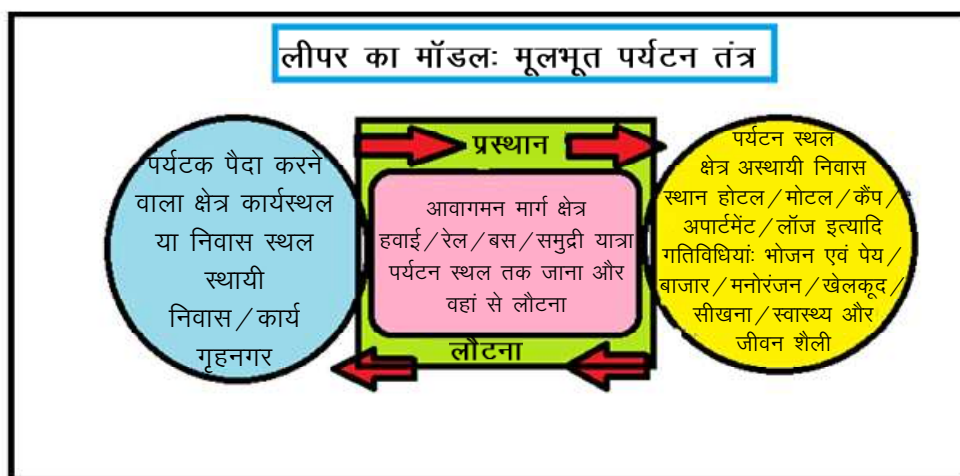 लीपर का मॉडलः मूलभूत पर्यटन तंत्र
पर्यटक पैदा करने
वाला क्षेत्र कार्यस्थल
या निवास स्थल
स्थायी
निवास/कार्य
गृहनगर
प्रस्थान
आवागमन मार्ग क्षेत्र
हवाई/रेल/बस/समुद्री यात्रा
पर्यटन स्थल तक जाना और
वहां से लौटना
लौटना
पर्यटन स्थल
क्षेत्र अस्थायी निवास
स्थान होटल/मोटल/कैंप/
अपार्टमेंट/लॉज इत्यादि
गतिविधियांः भोजन एवं पेय/
बाजार/मनोरंजन/खेलकूद/
सीखना/स्वास्थ्य और
जीवन शैली